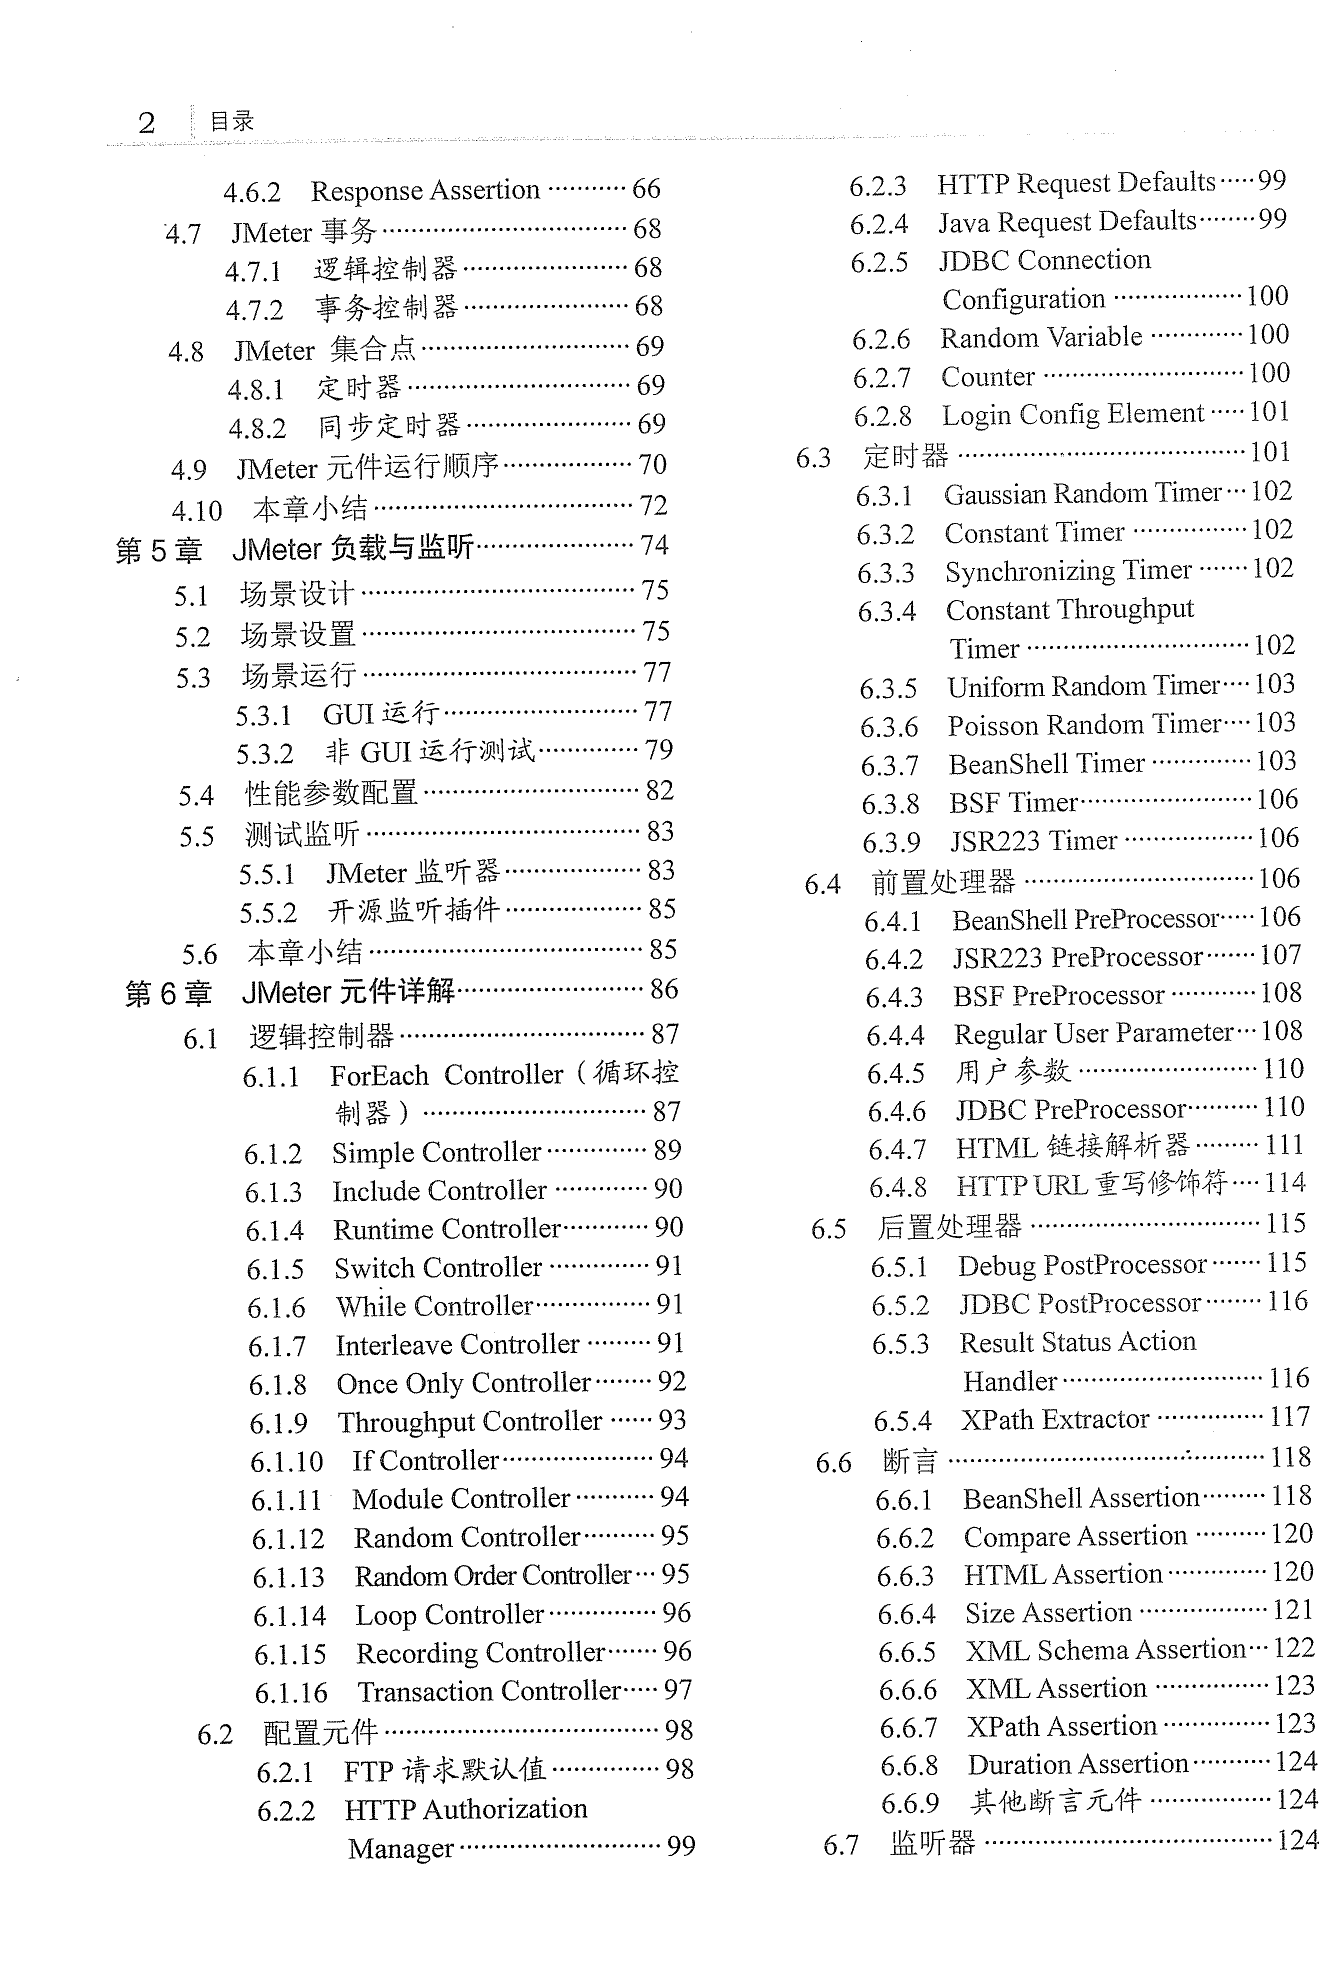 2 目录
4.6.2 Response Assertion ··········· 66
4.7 JMeter 事务 ·································· 68
4.7.1 逻辑控制器 ······················· 68
4.7.2 事务控制器 ······················· 68
4.8 JMeter 集合点 ····························· 69
4.8.1 定时器 ······························· 69
4.8.2 同步定时器 ······················· 69
4.9 JMeter 元件运行顺序 ·················· 70
4.10 本章小结 ···································· 72
第 5 章 JMeter 负载与监听 ······················ 74
5.1 场景设计 ······································ 75
5.2 场景设置 ······································ 75
5.3 场景运行 ······································ 77
5.3.1 GUI 运行 ··························· 77
5.3.2 非 GUI 运行测试 ·············· 79
5.4 性能参数配置 ······························ 82
5.5 测试监听 ······································ 83
5.5.1 JMeter 监听器 ··················· 83
5.5.2 开源监听插件 ··················· 85
5.6 本章小结 ······································ 85
第 6 章 JMeter 元件详解 ·························· 86
6.1 逻辑控制器 ·································· 87
6.1.1 ForEach Controller（循环控
制器） ······························· 87
6.1.2 Simple Controller ·············· 89
6.1.3 Include Controller ············· 90
6.1.4 Runtime Controller ············ 90
6.1.5 Switch Controller ·············· 91
6.1.6 While Controller ················ 91
6.1.7 Interleave Controller ········· 91
6.1.8 Once Only Controller ········ 92
6.1.9 Throughput Controller ······ 93
6.1.10 If Controller ····················· 94
6.1.11 Module Controller ··········· 94
6.1.12 Random Controller ·········· 95
6.1.13 Random Order Controller ··· 95
6.1.14 Loop Controller ··············· 96
6.1.15 Recording Controller ······· 96
6.1.16 Transaction Controller ····· 97
6.2 配置元件 ······································ 98
6.2.1 FTP 请求默认值 ··············· 98
6.2.2 HTTP Authorization
Manager ···························· 99
6.2.3 HTTP Request Defaults ····· 99
6.2.4 Java Request Defaults ········ 99
6.2.5 JDBC Connection
Configuration ·················· 100
6.2.6 Random Variable ············· 100
6.2.7 Counter ···························· 100
6.2.8 Login Config Element ····· 101
6.3 定时器 ········································ 101
6.3.1 Gaussian Random Timer ··· 102
6.3.2 Constant Timer ················ 102
6.3.3 Synchronizing Timer ······· 102
6.3.4 Constant Throughput
Timer ······························· 102
6.3.5 Uniform Random Timer ···· 103
6.3.6 Poisson Random Timer ···· 103
6.3.7 BeanShell Timer ·············· 103
6.3.8 BSF Timer ························ 106
6.3.9 JSR223 Timer ·················· 106
6.4 前置处理器 ································ 106
6.4.1 BeanShell PreProcessor ····· 106
6.4.2 JSR223 PreProcessor ······· 107
6.4.3 BSF PreProcessor ············ 108
6.4.4 Regular User Parameter ··· 108
6.4.5 用户参数 ························· 110
6.4.6 JDBC PreProcessor ·········· 110
6.4.7 HTML 链接解析器 ········· 111
6.4.8 HTTP URL 重写修饰符 ···· 114
6.5 后置处理器 ································ 115
6.5.1 Debug PostProcessor ······· 115
6.5.2 JDBC PostProcessor ········ 116
6.5.3 Result Status Action
Handler ···························· 116
6.5.4 XPath Extractor ··············· 117
6.6 断言 ············································ 118
6.6.1 BeanShell Assertion ········· 118
6.6.2 Compare Assertion ·········· 120
6.6.3 HTML Assertion ·············· 120
6.6.4 Size Assertion ·················· 121
6.6.5 XML Schema Assertion ··· 122
6.6.6 XML Assertion ················ 123
6.6.7 XPath Assertion ··············· 123
6.6.8 Duration Assertion ··········· 124
6.6.9 其他断言元件 ················· 124
6.7 监听器 ········································ 124